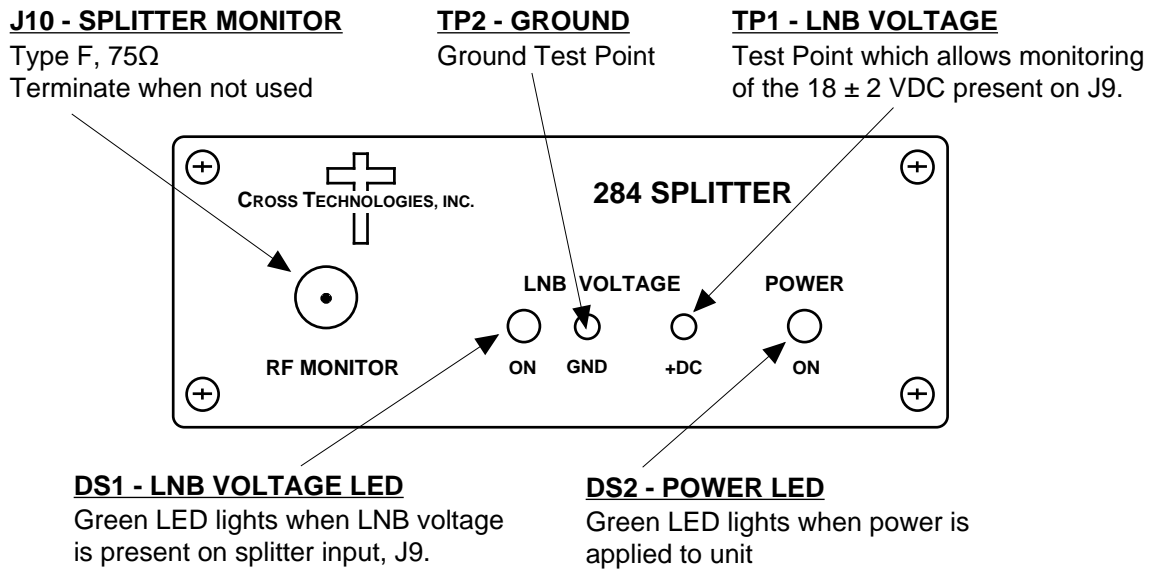 J10 - SPLITTER MONITOR
Type F, 75Ω
Terminate when not used
TP2 - GROUND
Ground Test Point
TP1 - LNB VOLTAGE
Test Point which allows monitoring
of the 18 ± 2 VDC present on J9.
CROSS TECHNOLOGIES, INC.
284 SPLITTER
LNB VOLTAGE
POWER
RF MONITOR
ON
GND
+DC
ON
DS1 - LNB VOLTAGE LED
Green LED lights when LNB voltage
is present on splitter input, J9.
DS2 - POWER LED
Green LED lights when power is
applied to unit